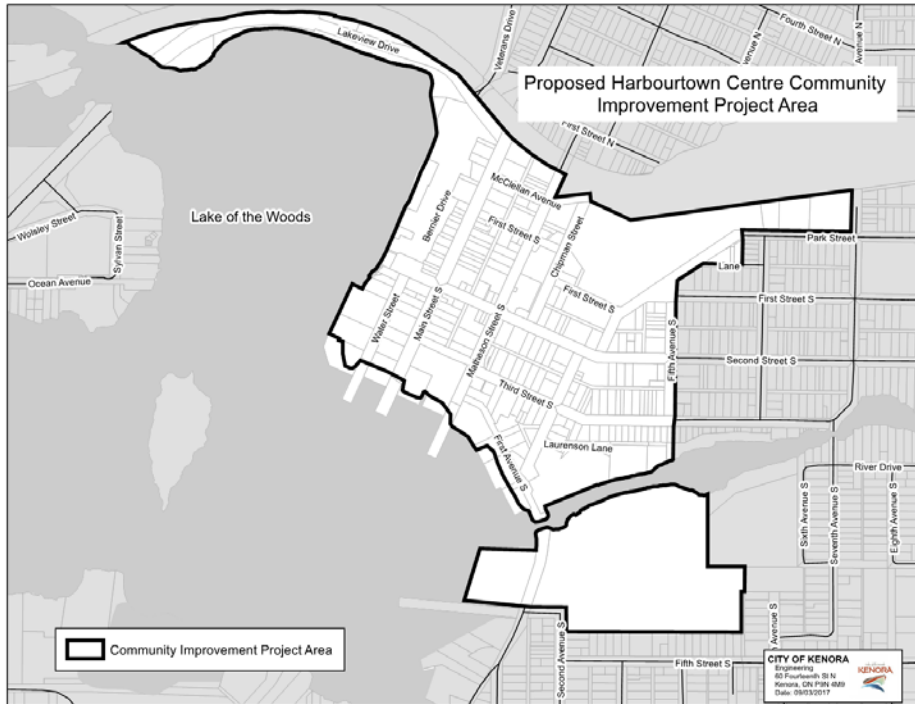 Lakeview Drive
Veterans Drive
Fourth Street N
Avenue N
Avenue N
Proposed Harbourtown Centre Community
Improvement Project Area
First Street N
First Street N
McClellan Avenue
Lake of the Woods
Wolsley Street
Sylvan Street
Ocean Avenue
Bernier Drive
First Street S
Chipman Street
Park Street
Lane
First Street S
First Street S
Water Street
Main Street S
Matheson Street S
Fifth Avenue S
Second Street S
Third Street S
First Avenue S
Laurenson Lane
River Drive
Sixth Avenue S
Seventh Avenue S
Eighth Avenue S
Community Improvement Project Area
Second Avenue S
Avenue S
Fifth Street S
CITY OF KENORA
Engineering
60 Fourteenth St N
Kenora, ON P9N 4M9
Date: 09/03/2017
KENORA